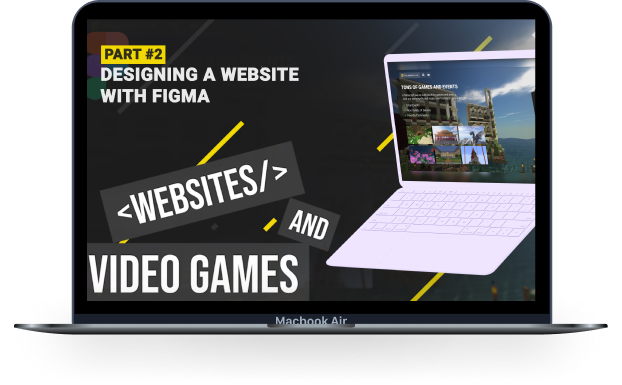 PART #2
DESIGNING A WEBSITE
WITH FIGMA
TONS OF GAMES AND EVENTS
<WEBSITES/>
AND
VIDEO GAMES
Macbook Air